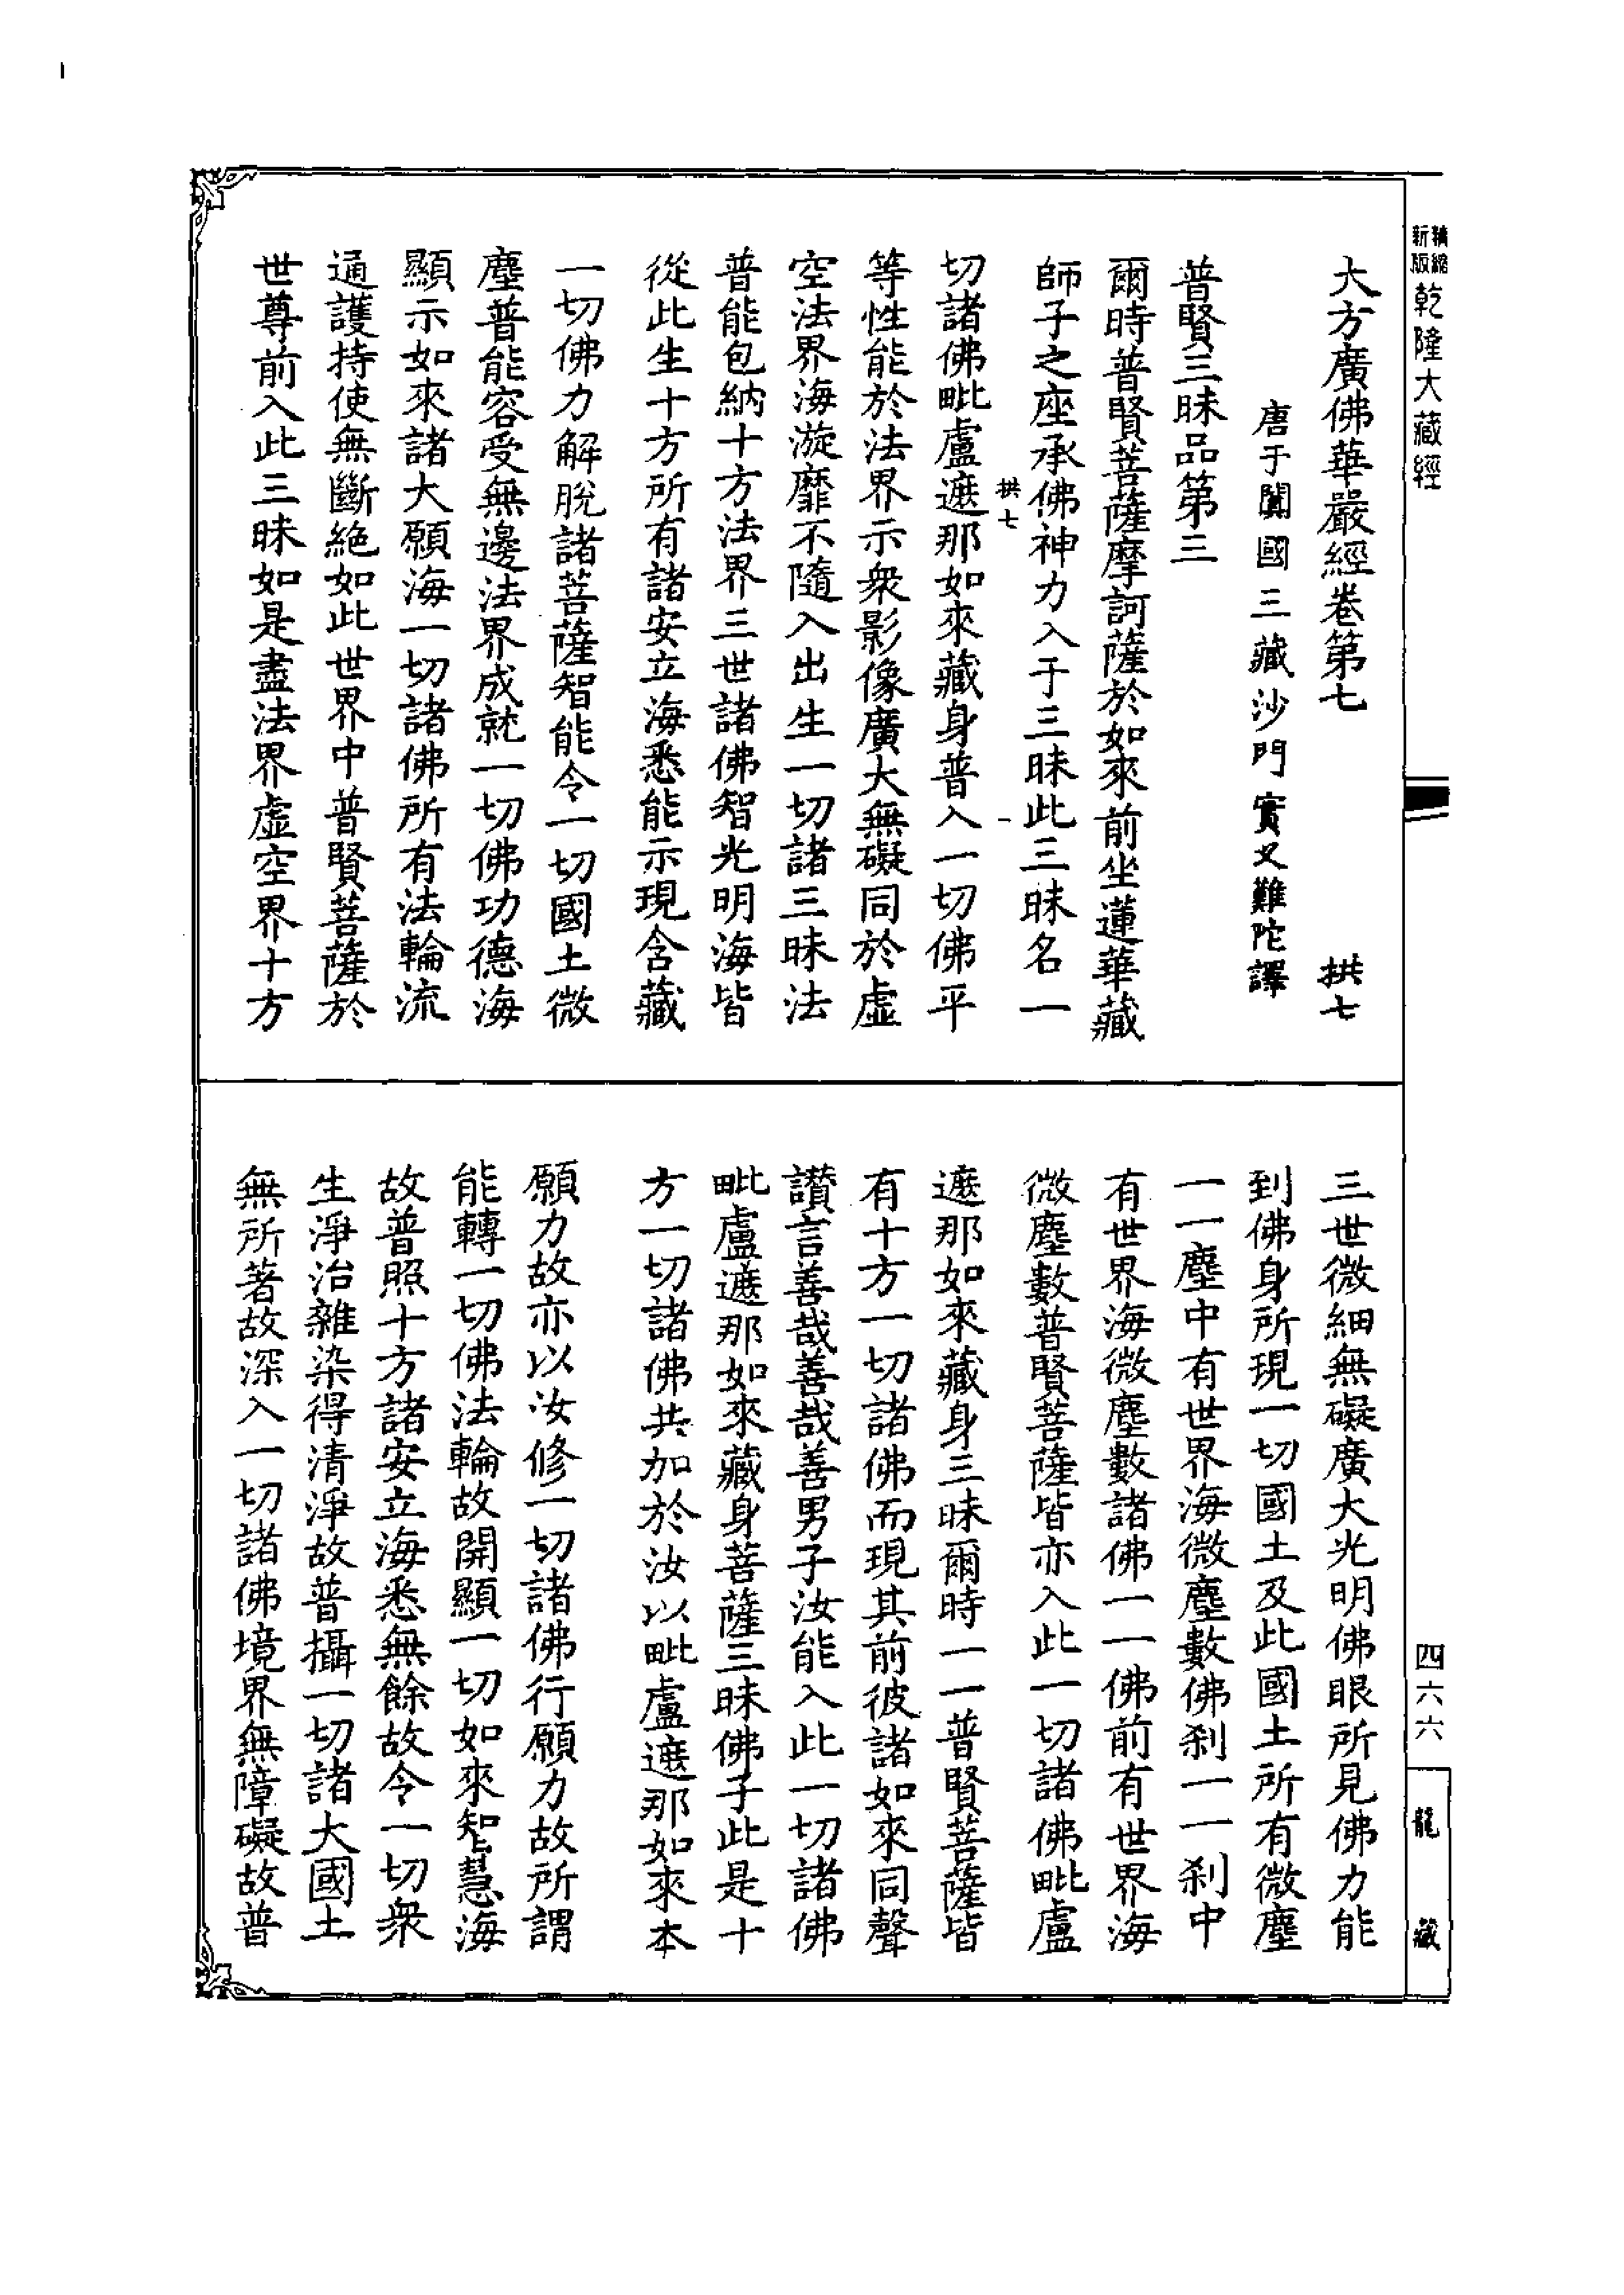 精縮新版乾隆大藏經
大方廣佛華嚴經卷第七 拱七
唐于闐國三藏沙門實叉難陀譯
普賢三昧品第三
爾時普賢菩薩摩訶薩於如來前坐蓮華藏
師子之座承佛神力入于三昧此三昧名一
拱七 一
切諸佛毗盧遮那如來藏身普入一切佛平
等性能於法界示衆影像廣大無礙同於虛
空法界海漩靡不隨入出生一切諸三昧法
普能包納十方法界三世諸佛智光明海皆
從此生十方所有諸安立海悉能示現含藏
一切佛力解脫諸菩薩智能令一切國土微
塵普能容受無邊法界成就一切佛功德海
顯示如來諸大願海一切諸佛所有法輪流
通護持使無斷絕如此世界中普賢菩薩於
世尊前入此三昧如是盡法界虛空界十方
三世微細無礙廣大光明佛眼所見佛力能
到佛身所現一切國土及此國土所有微塵
一一塵中有世界海微塵數佛刹一一刹中
有世界海微塵數諸佛一一佛前有世界海
微塵數普賢菩薩皆亦入此一切諸佛毗盧
遮那如來藏身三昧爾時一一普賢菩薩皆
有十方一切諸佛而現其前彼諸如來同聲
讚言善哉善哉善男子汝能入此一切諸佛
毗盧遮那如來藏身菩薩三昧佛子此是十
方一切諸佛共加於汝以毗盧遮那如來本
願力故亦以汝修一切諸佛行願力故所謂
能轉一切佛法輪故開顯一切如來智慧海
故普照十方諸安立海悉無餘故令一切衆
生淨治雜染得清淨故普攝一切諸大國土
無所著故深入一切諸佛境界無障礙故普
四六六
龍藏